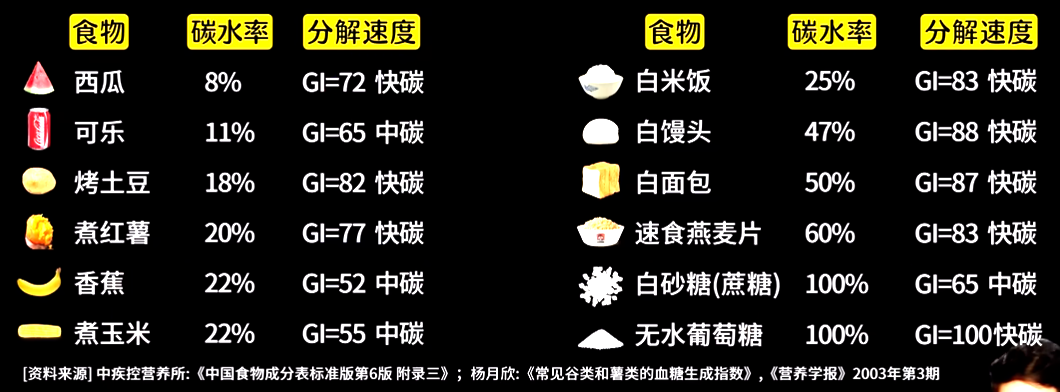 食物 碳水率 分解速度 食物 碳水率 分解速度
西瓜 8% GI=72 快碳 白米饭 25% GI=83 快碳
可乐 11% GI=65 中碳 白馒头 47% GI=88 快碳
烤土豆 18% GI=82 快碳 白面包 50% GI=87 快碳
煮红薯 20% GI=77 快碳 速食燕麦片 60% GI=83 快碳
香蕉 22% GI=52 中碳 白砂糖(蔗糖) 100% GI=65 中碳
煮玉米 22% GI=55 中碳 无水葡萄糖 100% GI=100快碳
[资料来源] 中疾控营养所:《中国食物成分表标准版第6版 附录三》；杨月欣:《常见谷类和薯类的血糖生成指数》,《营养学报》2003年第3期